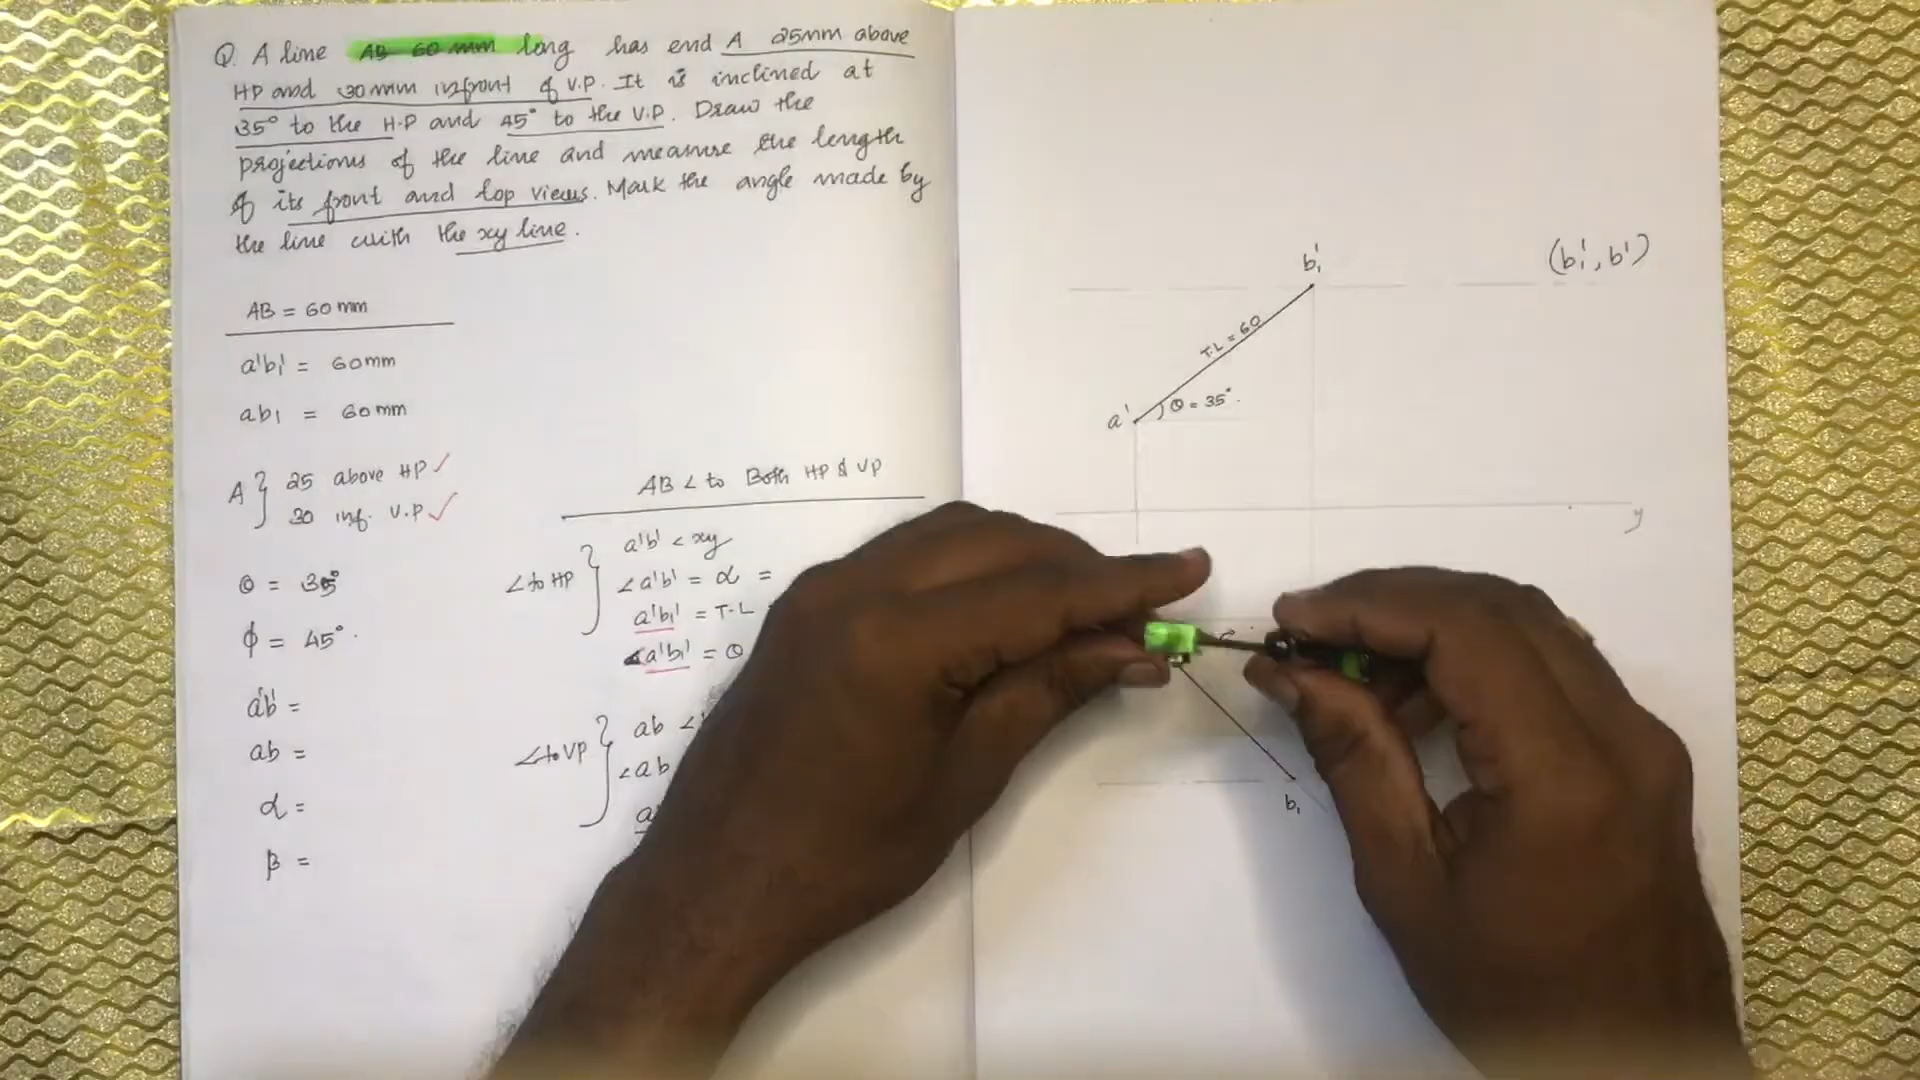 Q. A line AB 60 mm long has end A 25mm above
HP and 30mm infront of V.P. It is inclined at
35° to the H.P and 45° to the V.P. Draw the
projections of the line and measure the length
of its front and top views. Mark the angle made by
the line with the xy line.
AB = 60 mm
a'b₁' = 60mm
ab₁ = 60mm
A } 25 above HP ✓
30 inf. V.P ✓
θ = 35°
ϕ = 45°.
a'b' =
ab =
α =
β =
AB ∠ to Both HP & VP
∠ to HP } a'b' < xy
∠a'b' = α =
a'b₁' = T.L
∠a'b₁' = θ
∠ to VP } ab <
∠ab
b₁'
(b₁', b')
T.L = 60
a'
θ = 35°.
y
b₁